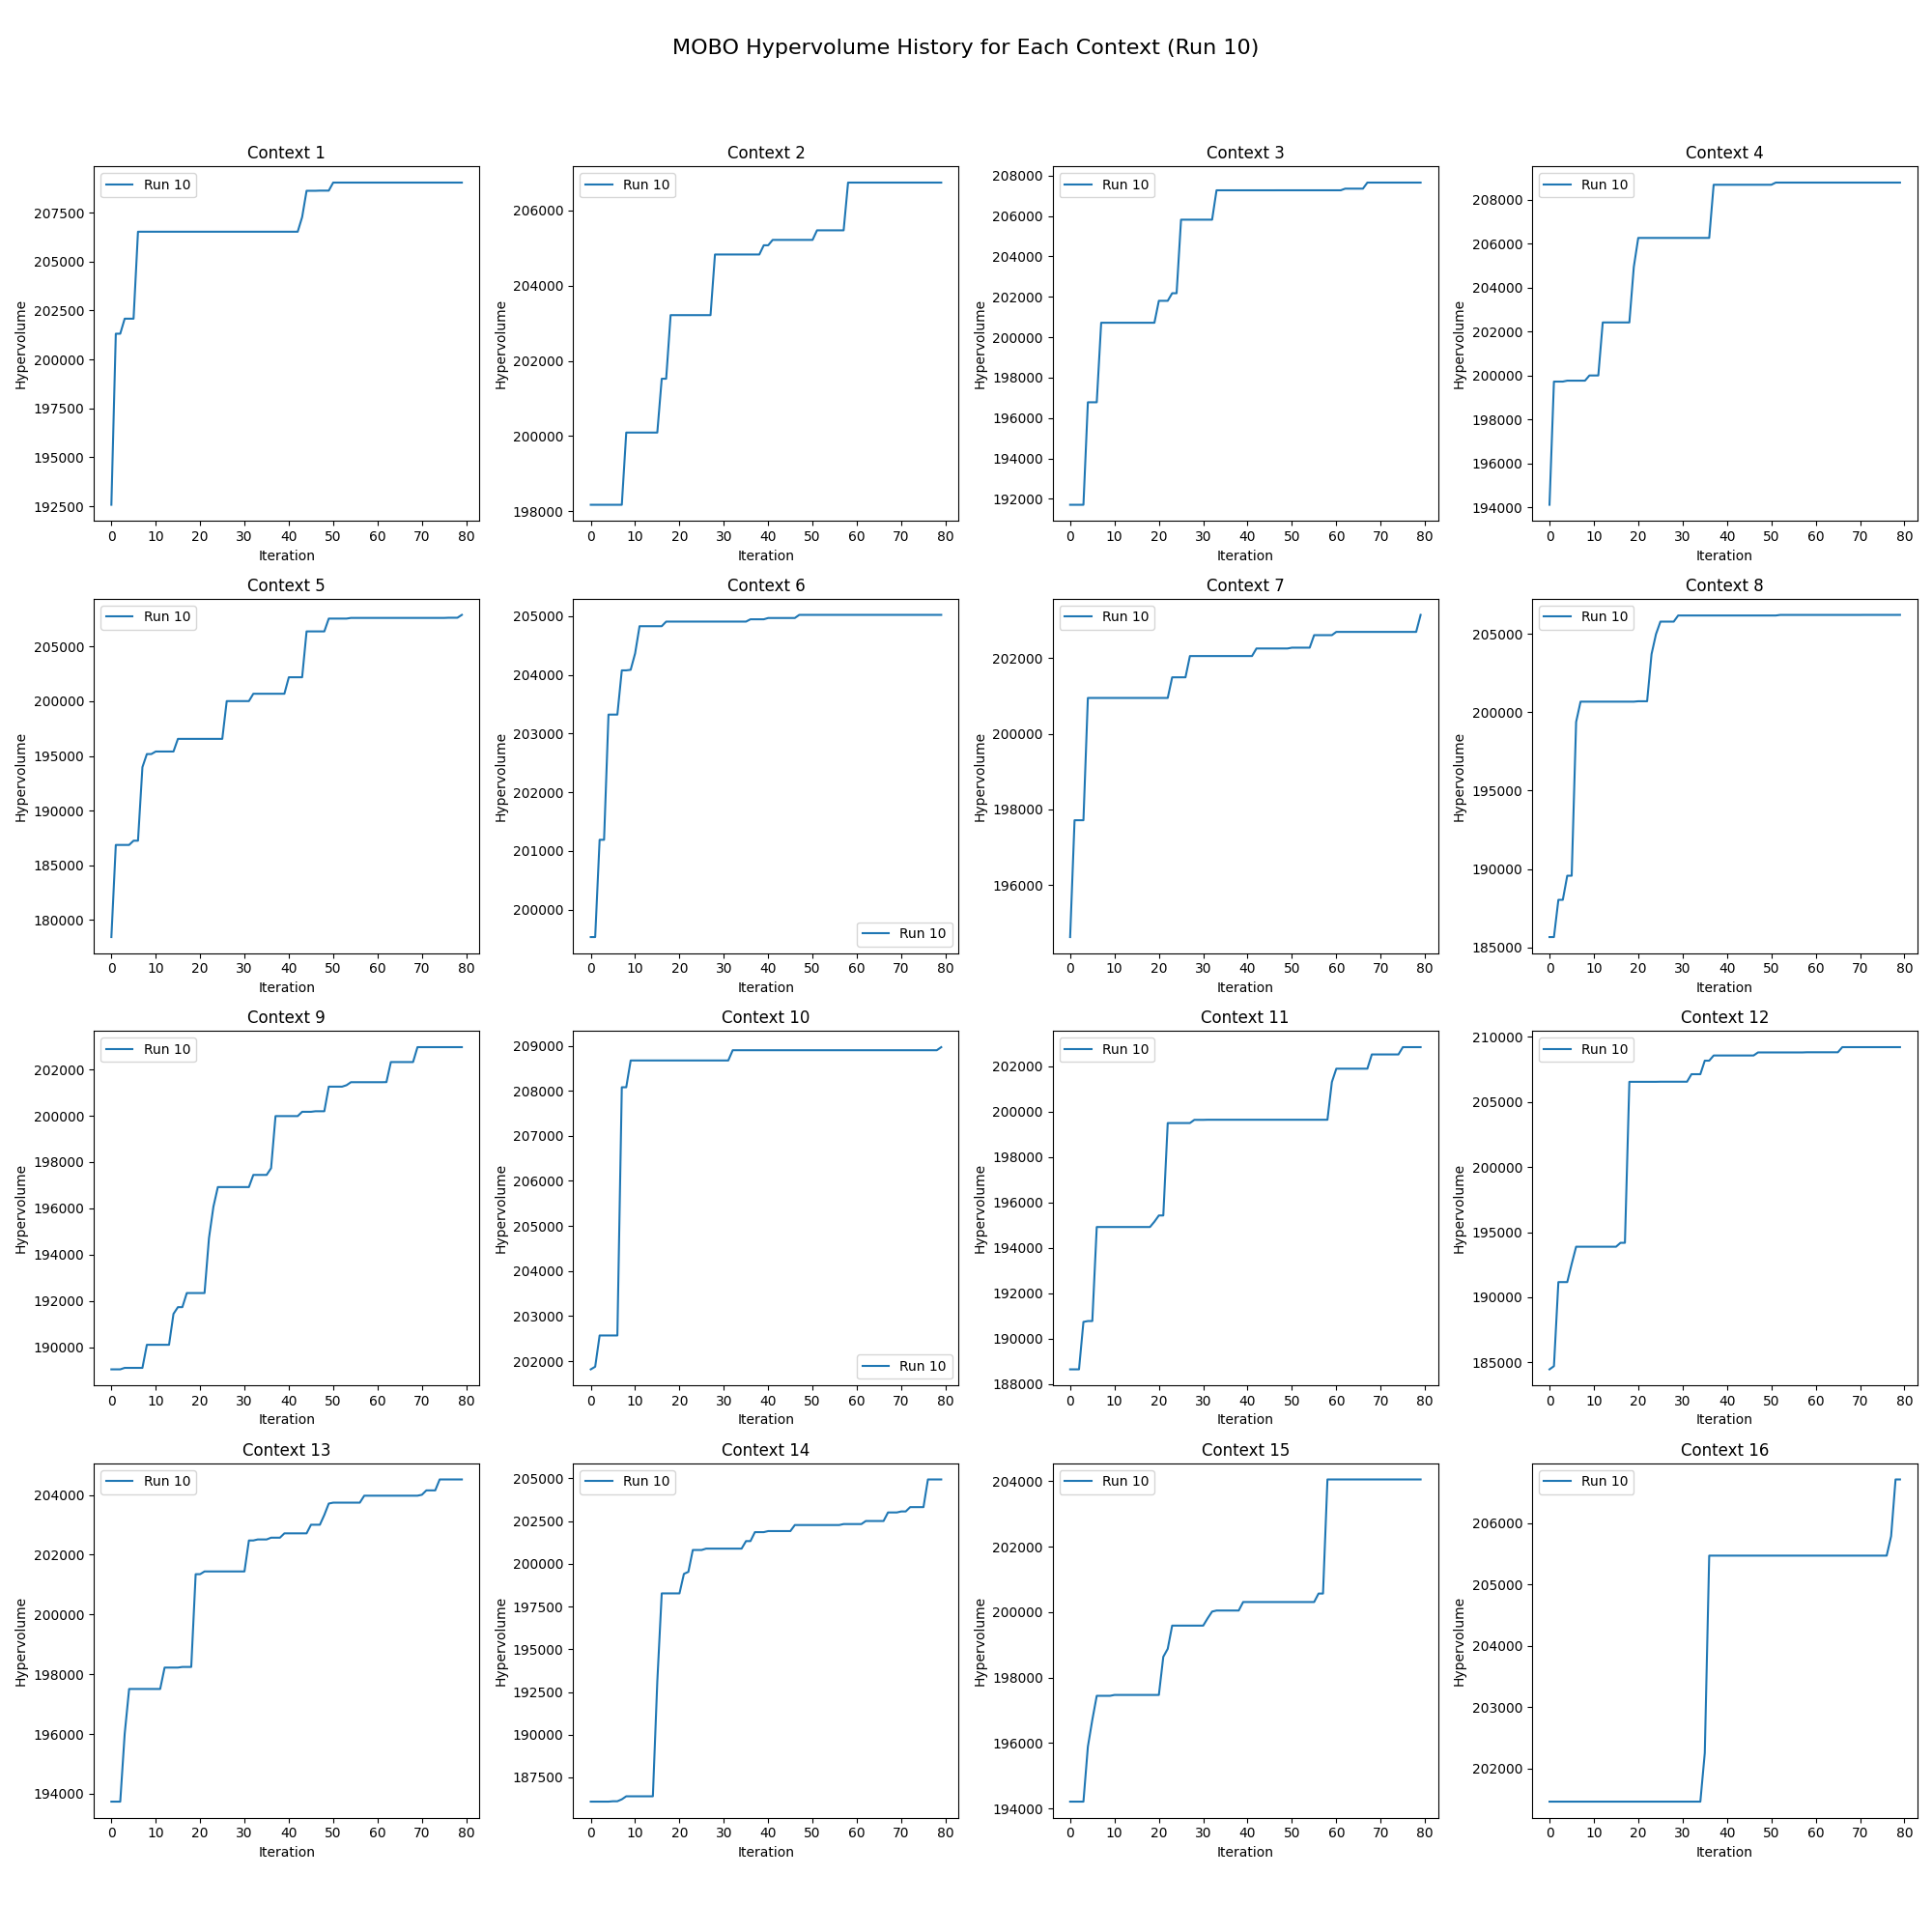 MOBO Hypervolume History for Each Context (Run 10)
Context 1
Run 10
207500
205000
202500
200000
197500
195000
192500
Hypervolume
0 10 20 30 40 50 60 70 80
Iteration
Context 2
Run 10
206000
204000
202000
200000
198000
Hypervolume
0 10 20 30 40 50 60 70 80
Iteration
Context 3
Run 10
208000
206000
204000
202000
200000
198000
196000
194000
192000
Hypervolume
0 10 20 30 40 50 60 70 80
Iteration
Context 4
Run 10
208000
206000
204000
202000
200000
198000
196000
194000
Hypervolume
0 10 20 30 40 50 60 70 80
Iteration
Context 5
Run 10
205000
200000
195000
190000
185000
180000
Hypervolume
0 10 20 30 40 50 60 70 80
Iteration
Context 6
Run 10
205000
204000
203000
202000
201000
200000
Hypervolume
0 10 20 30 40 50 60 70 80
Iteration
Context 7
Run 10
202000
200000
198000
196000
Hypervolume
0 10 20 30 40 50 60 70 80
Iteration
Context 8
Run 10
205000
200000
195000
190000
185000
Hypervolume
0 10 20 30 40 50 60 70 80
Iteration
Context 9
Run 10
202000
200000
198000
196000
194000
192000
190000
Hypervolume
0 10 20 30 40 50 60 70 80
Iteration
Context 10
Run 10
209000
208000
207000
206000
205000
204000
203000
202000
Hypervolume
0 10 20 30 40 50 60 70 80
Iteration
Context 11
Run 10
202000
200000
198000
196000
194000
192000
190000
188000
Hypervolume
0 10 20 30 40 50 60 70 80
Iteration
Context 12
Run 10
210000
205000
200000
195000
190000
185000
Hypervolume
0 10 20 30 40 50 60 70 80
Iteration
Context 13
Run 10
204000
202000
200000
198000
196000
194000
Hypervolume
0 10 20 30 40 50 60 70 80
Iteration
Context 14
Run 10
205000
202500
200000
197500
195000
192500
190000
187500
Hypervolume
0 10 20 30 40 50 60 70 80
Iteration
Context 15
Run 10
204000
202000
200000
198000
196000
194000
Hypervolume
0 10 20 30 40 50 60 70 80
Iteration
Context 16
Run 10
206000
205000
204000
203000
202000
Hypervolume
0 10 20 30 40 50 60 70 80
Iteration